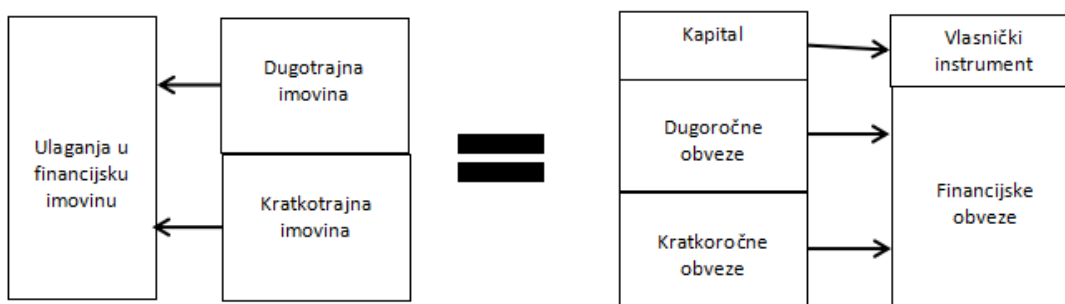 Ulaganja u
financijsku
imovinu
Dugotrajna
imovina
Kratkotrajna
imovina
Kapital
Dugoročne
obveze
Kratkoročne
obveze
Vlasnički
instrument
Financijske
obveze